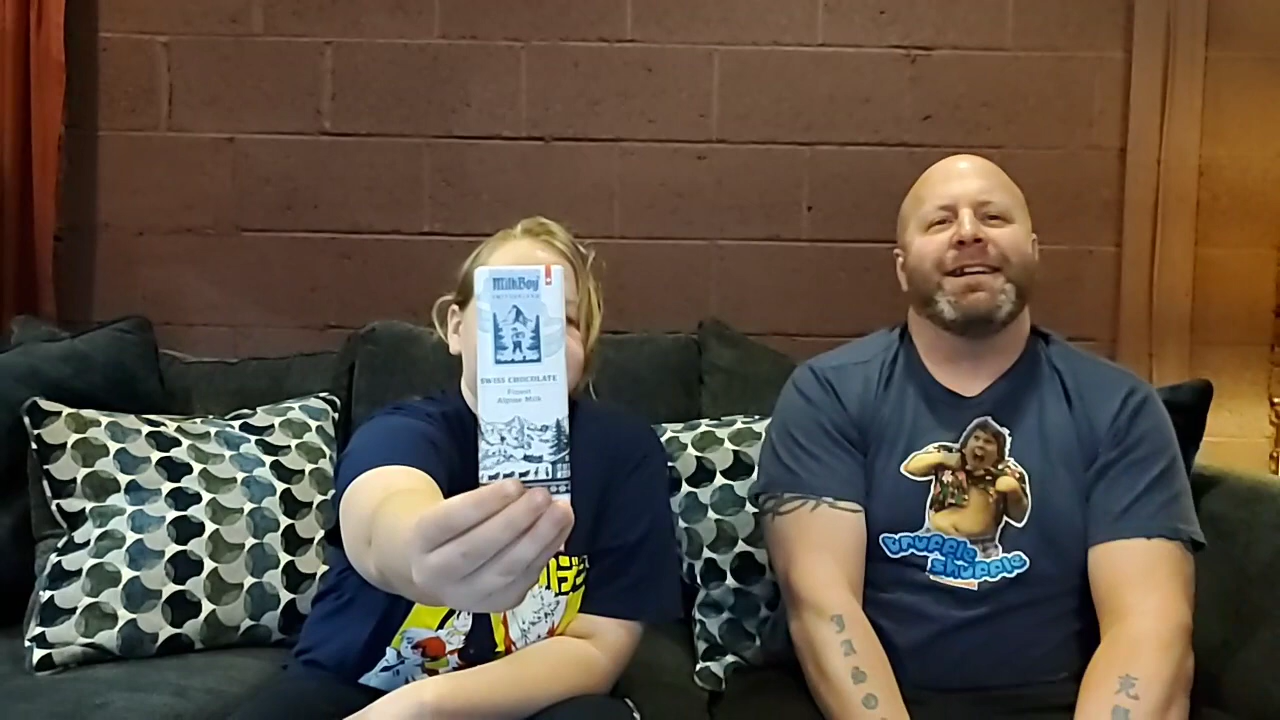 MilkBoy
SWITZERLAND
SWISS CHOCOLATE
Finest
Alpine Milk
Truffle
Shuffle